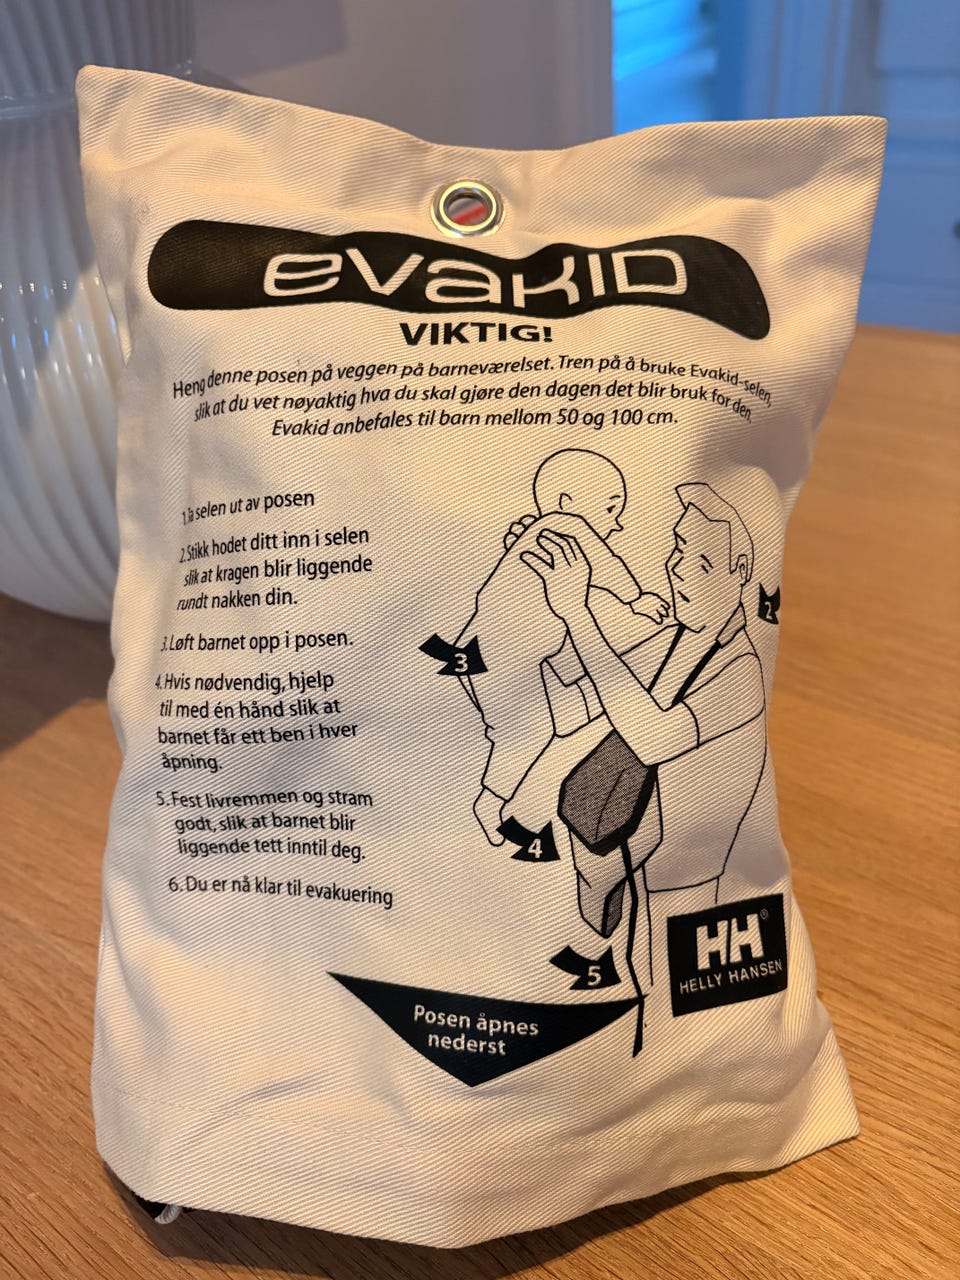 evakid
VIKTIG!
Heng denne posen på veggen på barneværelset. Tren på å bruke Evakid-selen,
slik at du vet nøyaktig hva du skal gjøre den dagen det blir bruk for den.
Evakid anbefales til barn mellom 50 og 100 cm.
1.Ta selen ut av posen
2.Stikk hodet ditt inn i selen
slik at kragen blir liggende
rundt nakken din.
3.Løft barnet opp i posen.
4.Hvis nødvendig, hjelp
til med én hånd slik at
barnet får ett ben i hver
åpning.
5.Fest livremmen og stram
godt, slik at barnet blir
liggende tett inntil deg.
6.Du er nå klar til evakuering
2
3
4
5
HH®
HELLY HANSEN
Posen åpnes
nederst